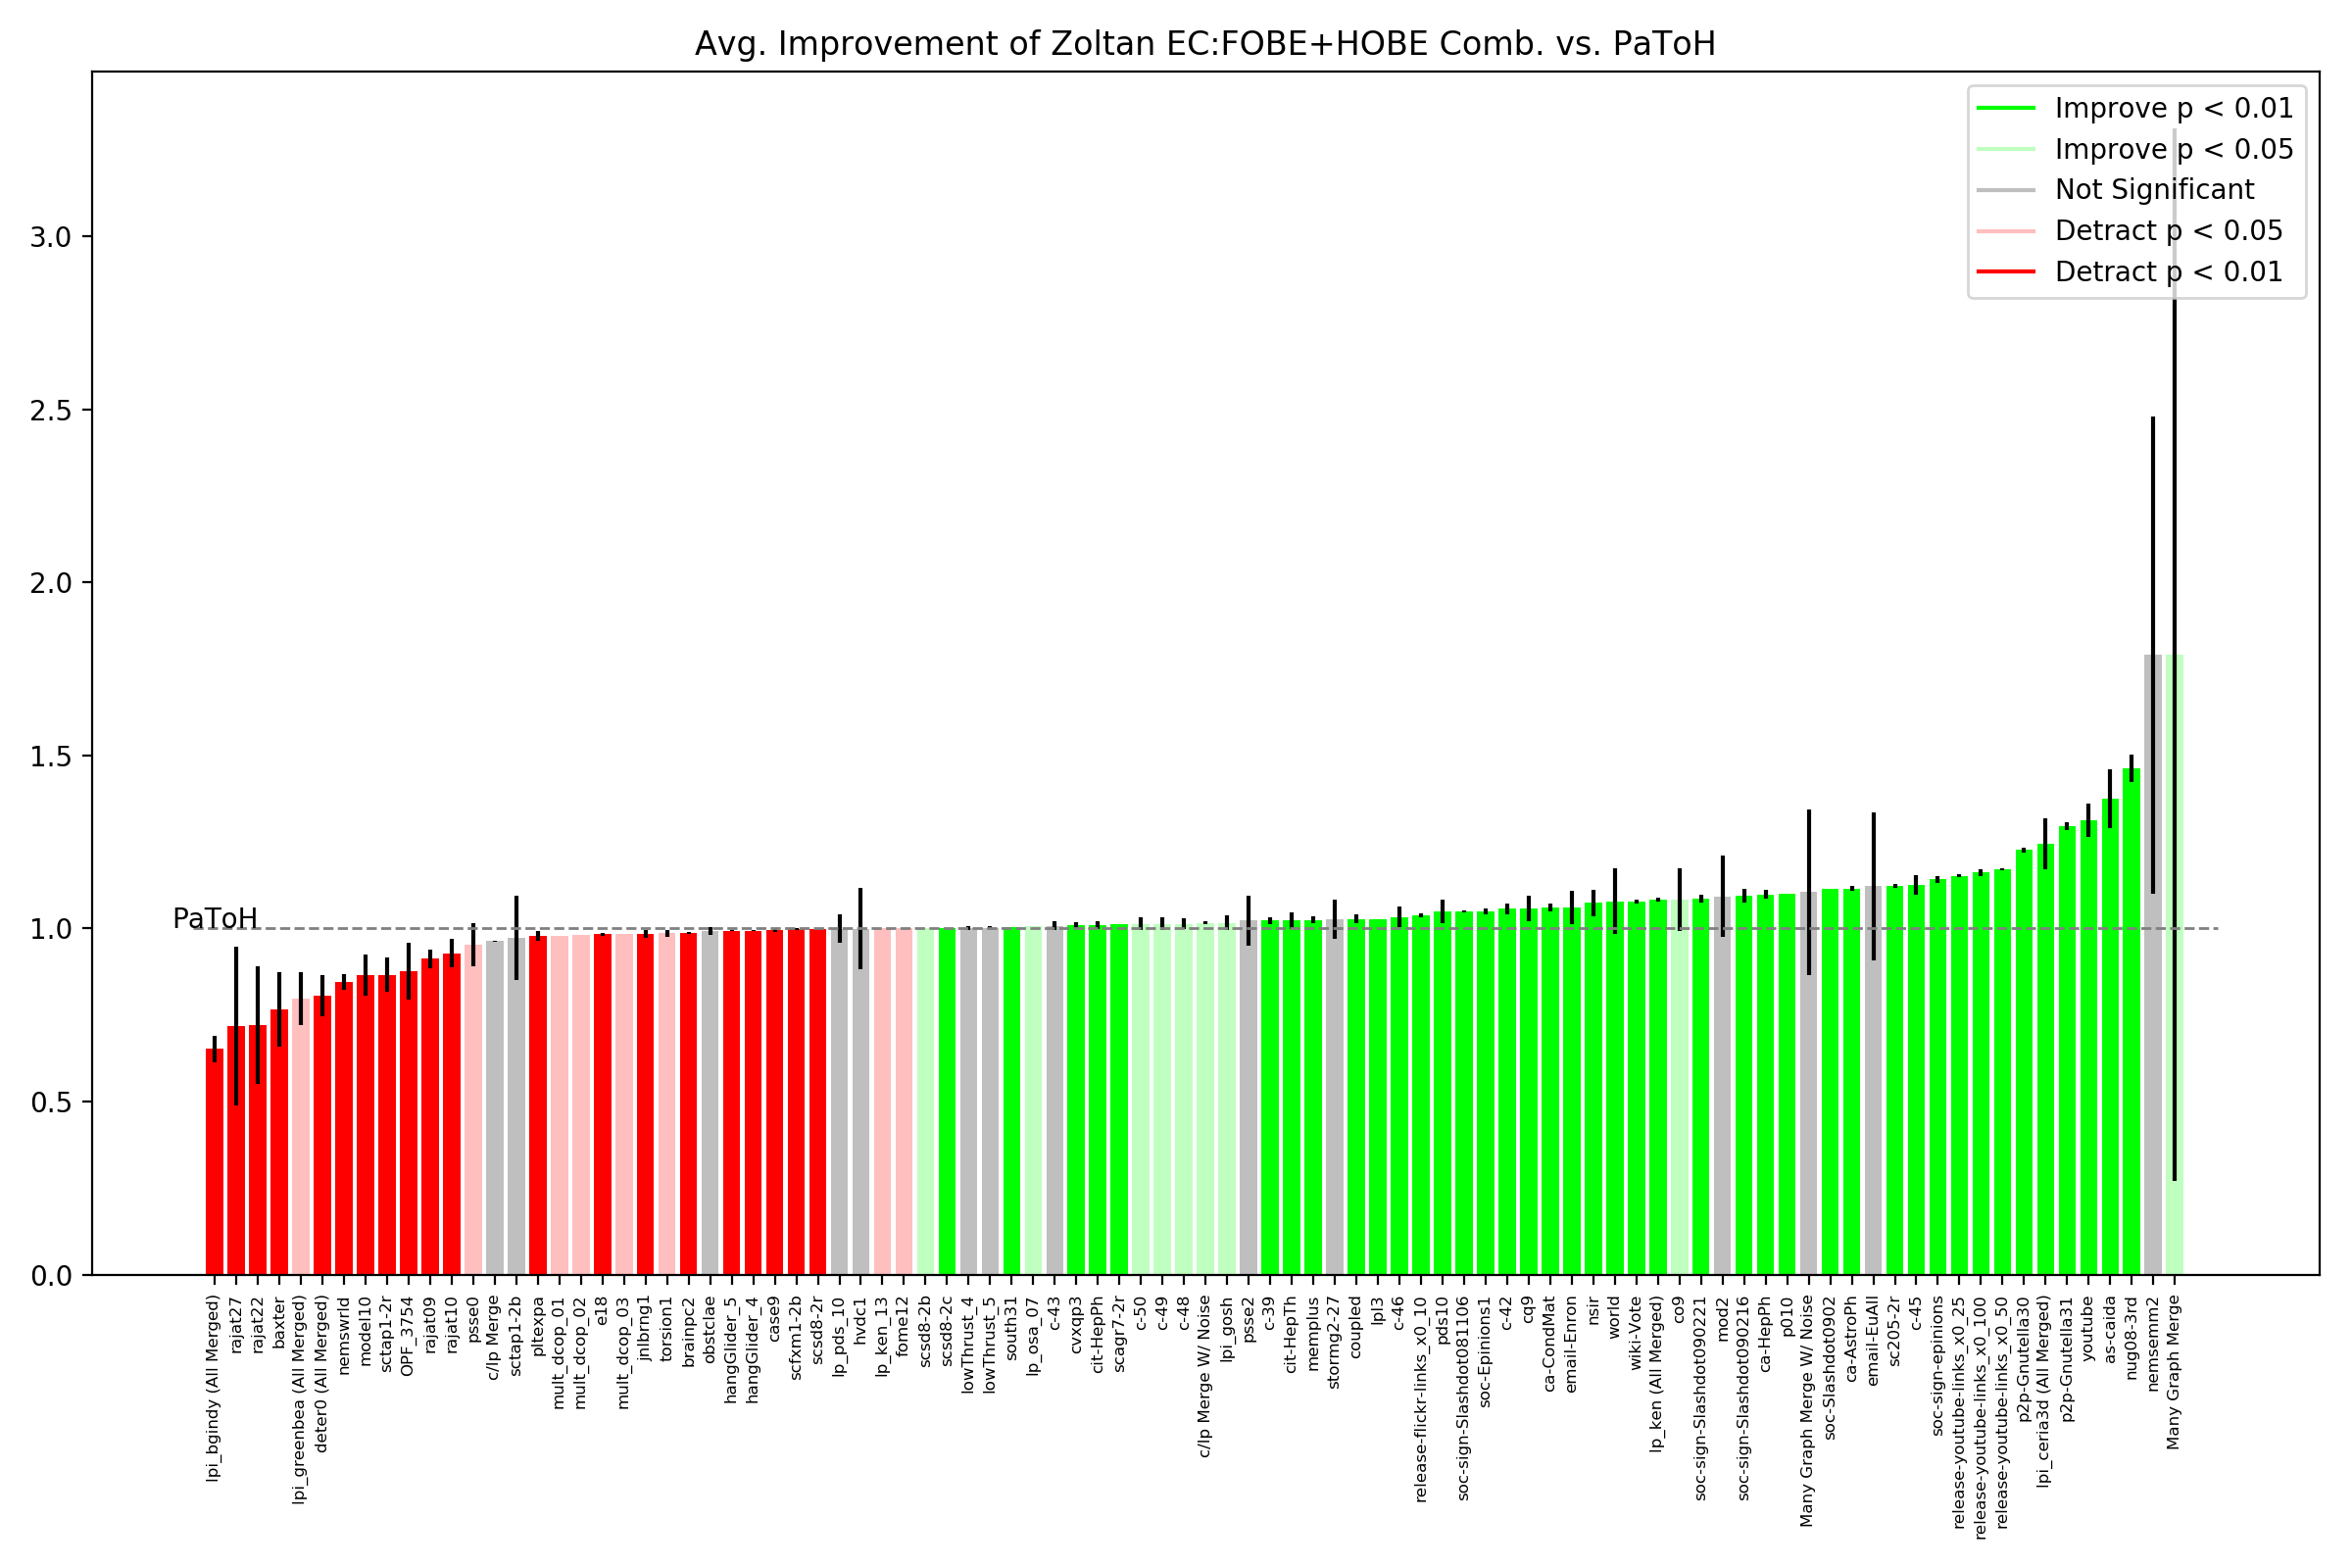 Avg. Improvement of Zoltan EC:FOBE+HOBE Comb. vs. PaToH
Improve p < 0.01
Improve p < 0.05
Not Significant
Detract p < 0.05
Detract p < 0.01
3.0
2.5
2.0
1.5
1.0
0.5
0.0
PaToH
lpi_bgindy (All Merged)
rajat27
rajat22
baxter
lpi_greenbea (All Merged)
deter0 (All Merged)
nemswrld
model10
sctap1-2r
OPF_3754
rajat09
rajat10
psse0
c/lp Merge
sctap1-2b
pltexpa
mult_dcop_01
mult_dcop_02
e18
mult_dcop_03
jnlbrng1
torsion1
brainpc2
obstclae
hangGlider_5
hangGlider_4
case9
scfxm1-2b
scsd8-2r
lp_pds_10
hvdc1
lp_ken_13
fome12
scsd8-2b
scsd8-2c
lowThrust_4
lowThrust_5
south31
lp_osa_07
c-43
cvxqp3
cit-HepPh
scagr7-2r
c-50
c-49
c-48
c/lp Merge W/ Noise
lpi_gosh
psse2
c-39
cit-HepTh
memplus
stormg2-27
coupled
lpl3
c-46
release-flickr-links_x0_10
pds10
soc-sign-Slashdot081106
soc-Epinions1
c-42
cq9
ca-CondMat
email-Enron
nsir
world
wiki-Vote
lp_ken (All Merged)
co9
soc-sign-Slashdot090221
mod2
soc-sign-Slashdot090216
ca-HepPh
p010
Many Graph Merge W/ Noise
soc-Slashdot0902
ca-AstroPh
email-EuAll
sc205-2r
c-45
soc-sign-epinions
release-youtube-links_x0_25
release-youtube-links_x0_100
release-youtube-links_x0_50
p2p-Gnutella30
lpi_ceria3d (All Merged)
p2p-Gnutella31
youtube
as-caida
nug08-3rd
nemsemm2
Many Graph Merge